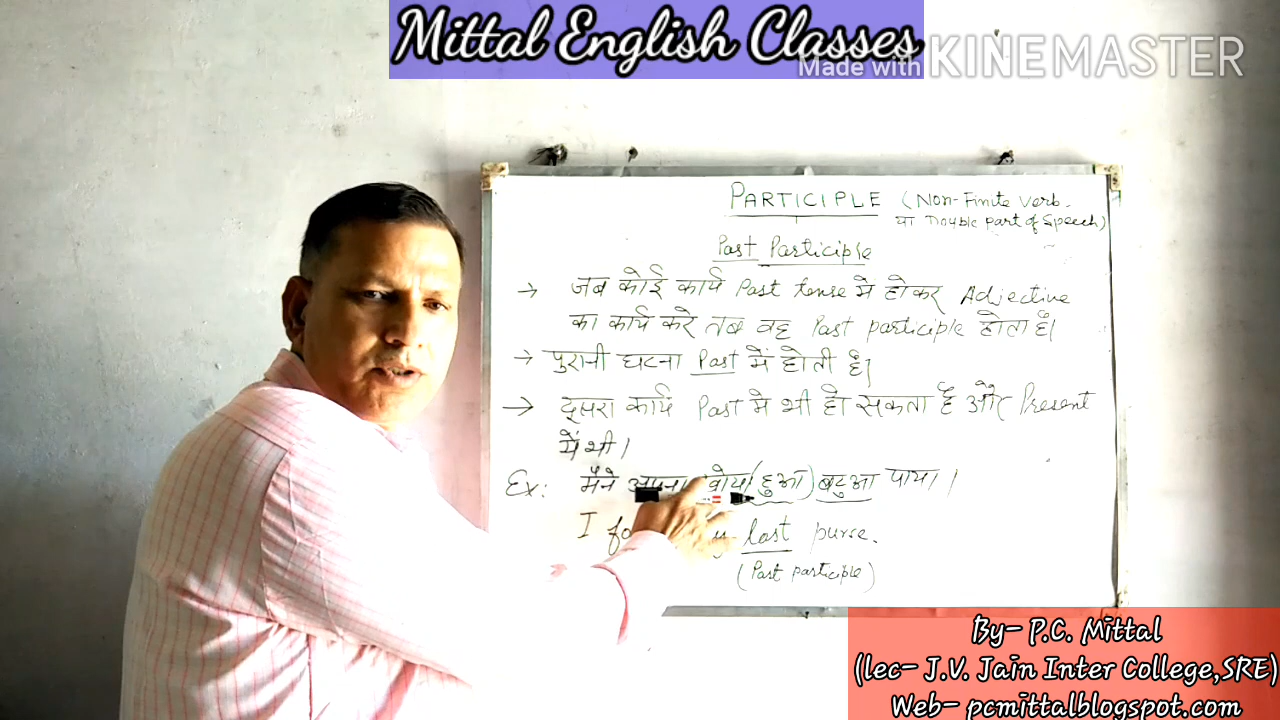 Mittal English Classes
Made with KINEMASTER
PARTICIPLE (Non-Finite Verb
या Double part of Speech)
Past Participle
→ जब कोई कार्य Past tense में होकर Adjective
का कार्य करे तब वह Past participle होता है।
→ पुरानी घटना Past में होती है।
→ दूसरा कार्य Past मे भी हो सकता है और Present
में भी।
Ex: मैंने अपना खोया (हुआ) बटुआ पाया।
I lost purse.
(Past participle)
By- P.C. Mittal
(lec- J.V. Jain Inter College,SRE)
Web- pcmittalblogspot.com